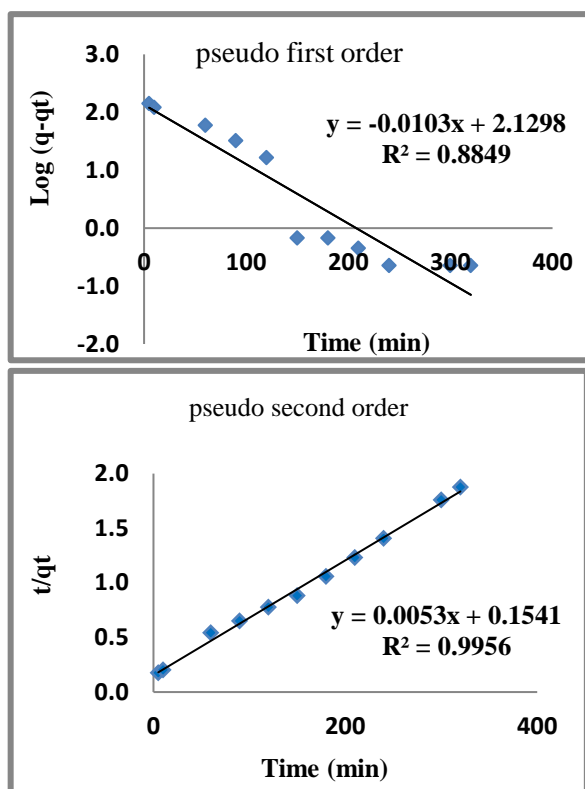 pseudo first order
3.0
2.0
1.0
0.0
-1.0
-2.0
Log (q-qt)
y = -0.0103x + 2.1298
R² = 0.8849
0
100
200
300
400
Time (min)
pseudo second order
2.0
1.5
1.0
0.5
0.0
t/qt
y = 0.0053x + 0.1541
R² = 0.9956
0
200
400
Time (min)